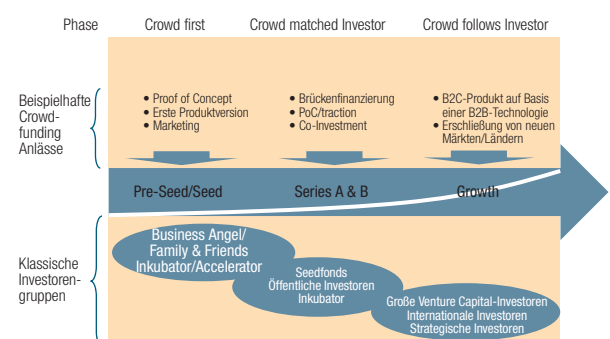 Phase
Crowd first
Crowd matched Investor
Crowd follows Investor
Beispielhafte
Crowd-
funding
Anlässe
• Proof of Concept
• Erste Produktversion
• Marketing
• Brückenfinanzierung
• PoC/traction
• Co-Investment
• B2C-Produkt auf Basis
einer B2B-Technologie
• Erschließung von neuen
Märkten/Ländern
Pre-Seed/Seed
Series A & B
Growth
Klassische
Investoren-
gruppen
Business Angel/
Family & Friends
Inkubator/Accelerator
Seedfonds
Öffentliche Investoren
Inkubator
Große Venture Capital-Investoren
Internationale Investoren
Strategische Investoren